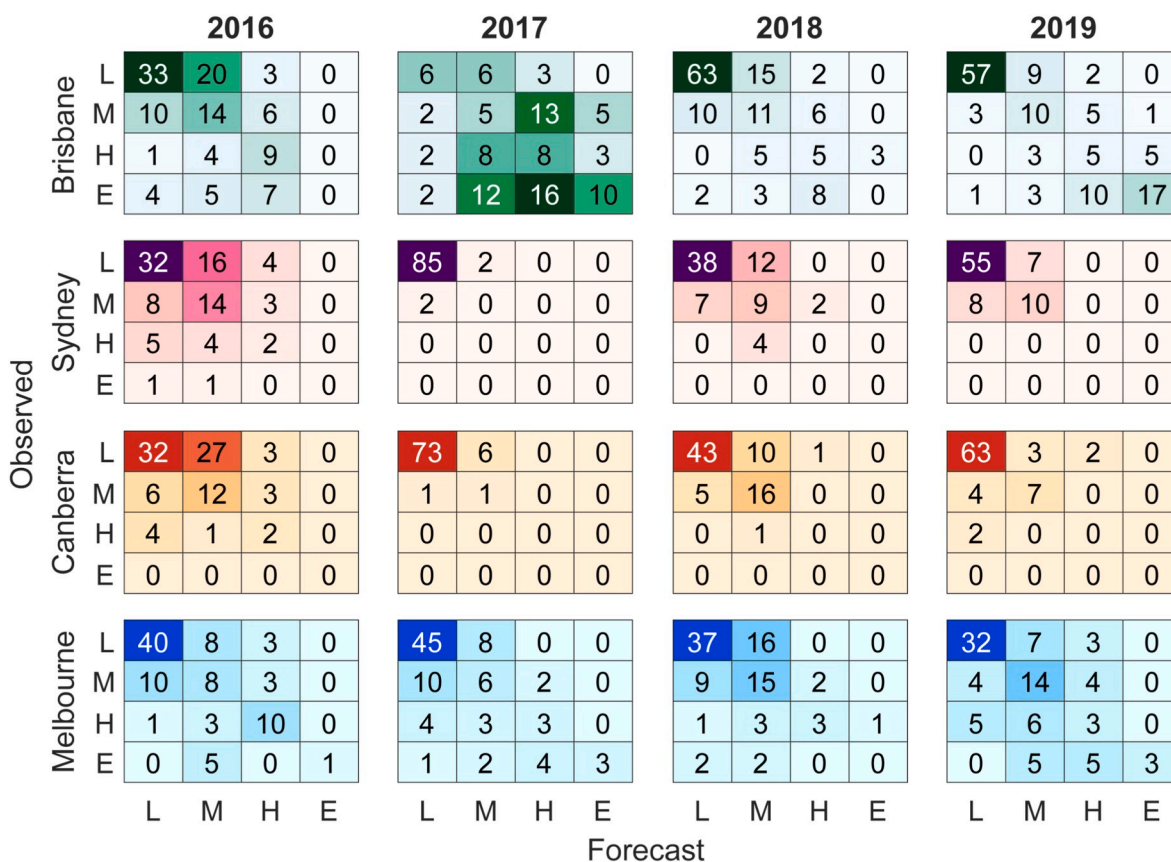 2016 2017 2018 2019
Observed
Brisbane
L 33 20 3 0 6 6 3 0 63 15 2 0 57 9 2 0
M 10 14 6 0 2 5 13 5 10 11 6 0 3 10 5 1
H 1 4 9 0 2 8 8 3 0 5 5 3 0 3 5 5
E 4 5 7 0 2 12 16 10 2 3 8 0 1 3 10 17
Sydney
L 32 16 4 0 85 2 0 0 38 12 0 0 55 7 0 0
M 8 14 3 0 2 0 0 0 7 9 2 0 8 10 0 0
H 5 4 2 0 0 0 0 0 0 4 0 0 0 0 0 0
E 1 1 0 0 0 0 0 0 0 0 0 0 0 0 0 0
Canberra
L 32 27 3 0 73 6 0 0 43 10 1 0 63 3 2 0
M 6 12 3 0 1 1 0 0 5 16 0 0 4 7 0 0
H 4 1 2 0 0 0 0 0 0 1 0 0 2 0 0 0
E 0 0 0 0 0 0 0 0 0 0 0 0 0 0 0 0
Melbourne
L 40 8 3 0 45 8 0 0 37 16 0 0 32 7 3 0
M 10 8 3 0 10 6 2 0 9 15 2 0 4 14 4 0
H 1 3 10 0 4 3 3 0 1 3 3 1 5 6 3 0
E 0 5 0 1 1 2 4 3 2 2 0 0 0 5 5 3
L M H E L M H E L M H E L M H E
Forecast